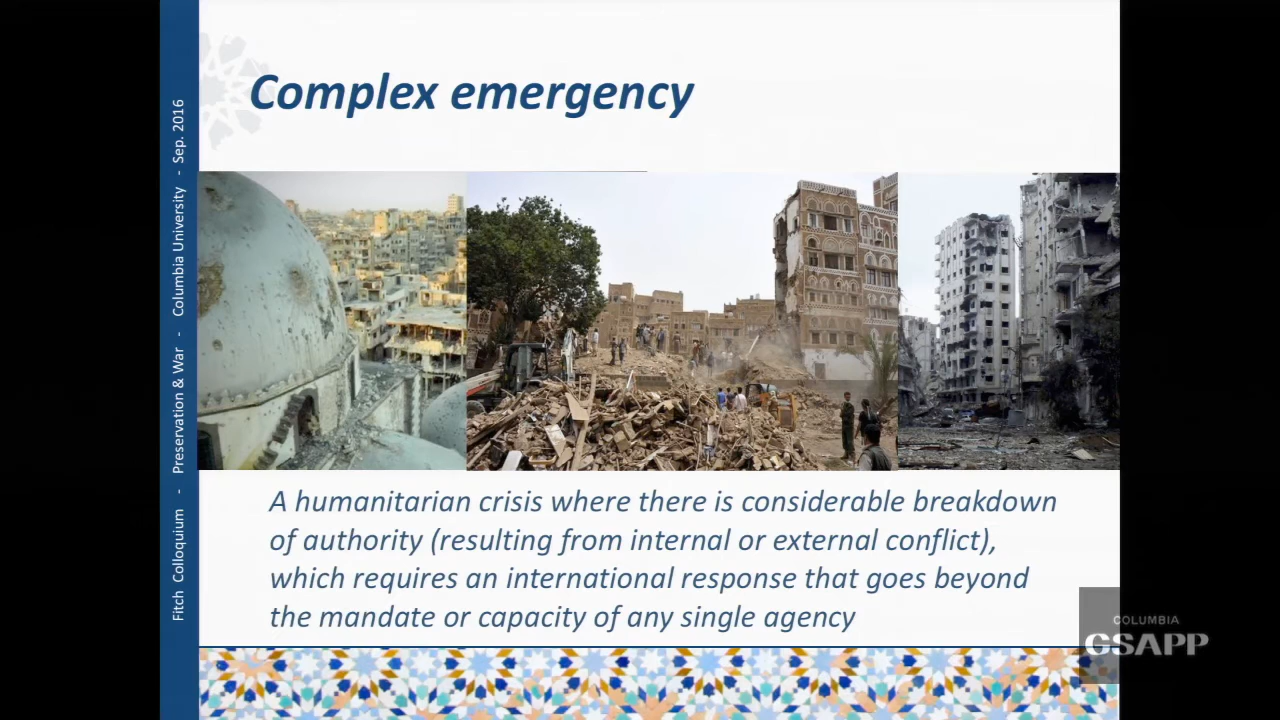 Complex emergency
A humanitarian crisis where there is considerable breakdown
of authority (resulting from internal or external conflict),
which requires an international response that goes beyond
the mandate or capacity of any single agency
Fitch Colloquium - Preservation & War - Columbia University - Sep. 2016
COLUMBIA
GSAPP